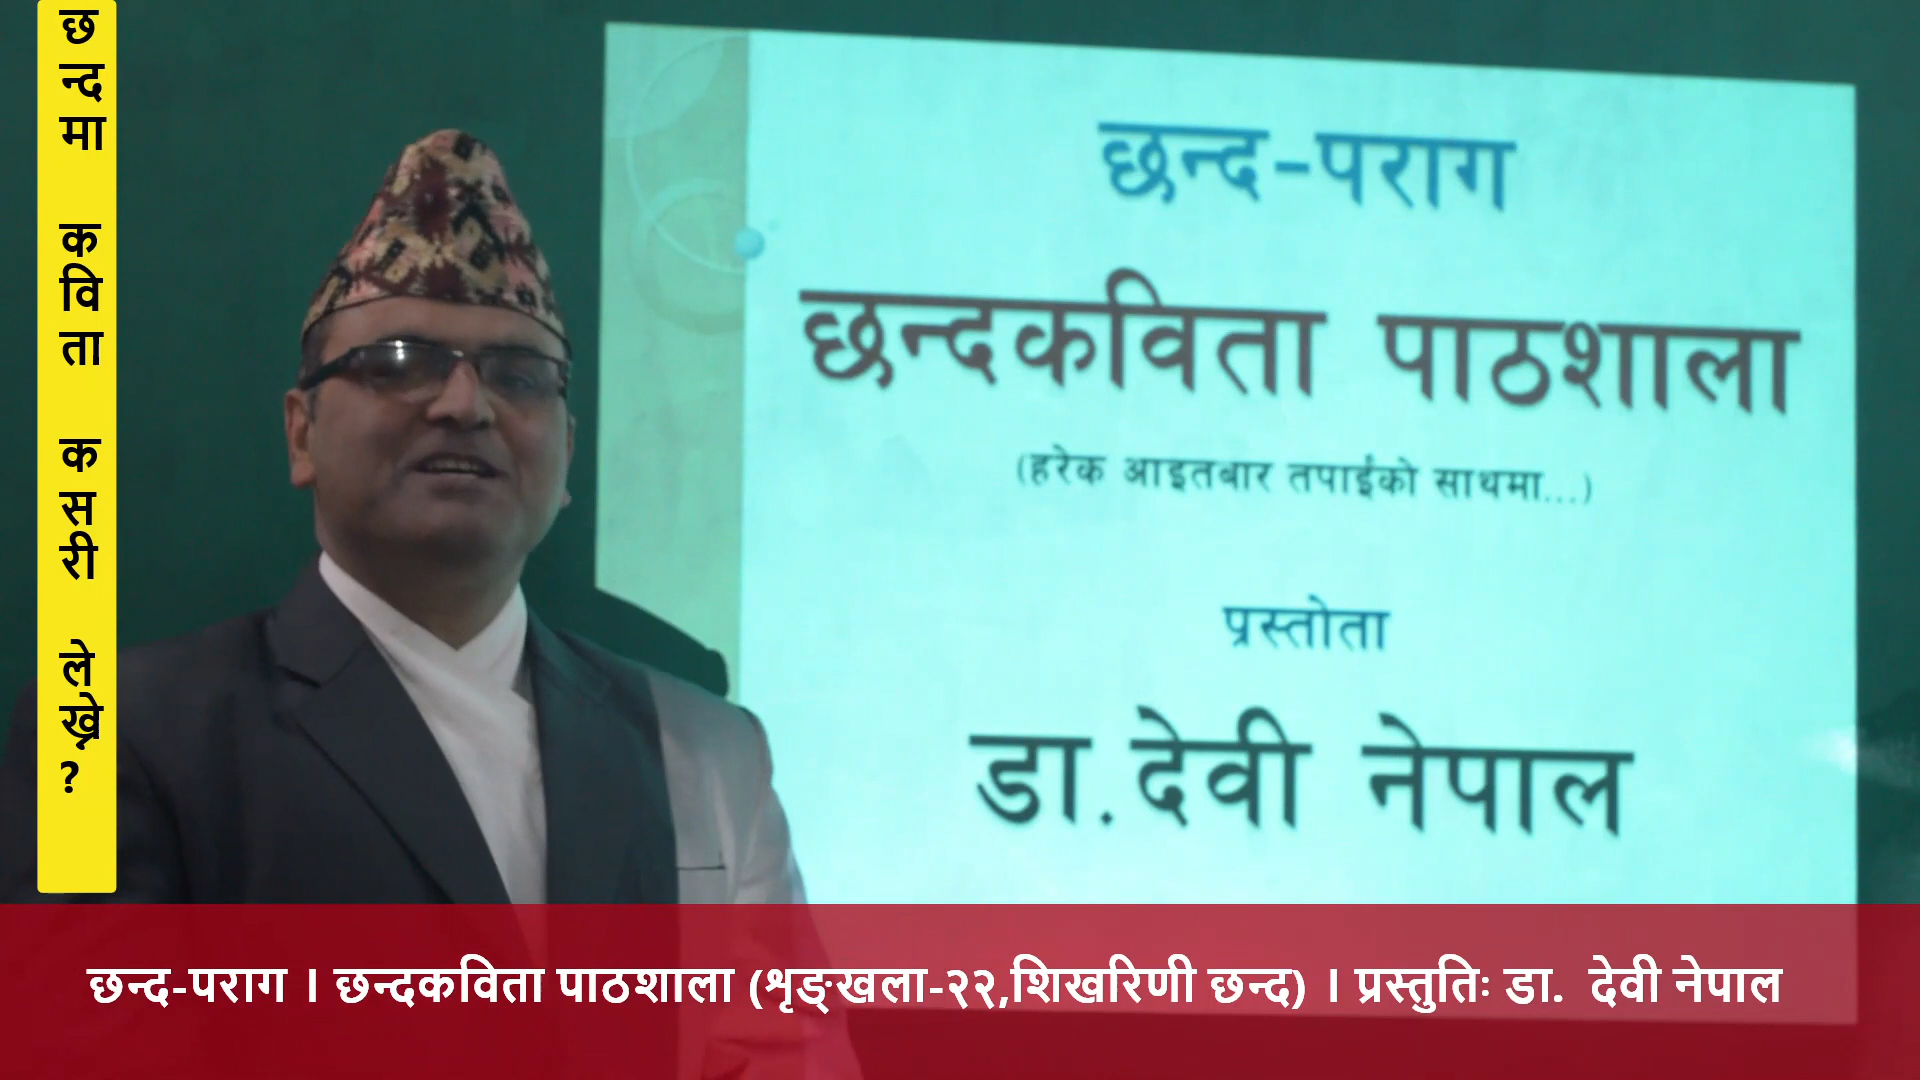 छन्दमा कविता कसरी लेख्ने?
छन्द-पराग
छन्दकविता पाठशाला
(हरेक आइतबार तपाईंको साथमा...)
प्रस्तोता
डा.देवी नेपाल
छन्द-पराग । छन्दकविता पाठशाला (शृङ्खला-२२,शिखरिणी छन्द) । प्रस्तुतिः डा. देवी नेपाल